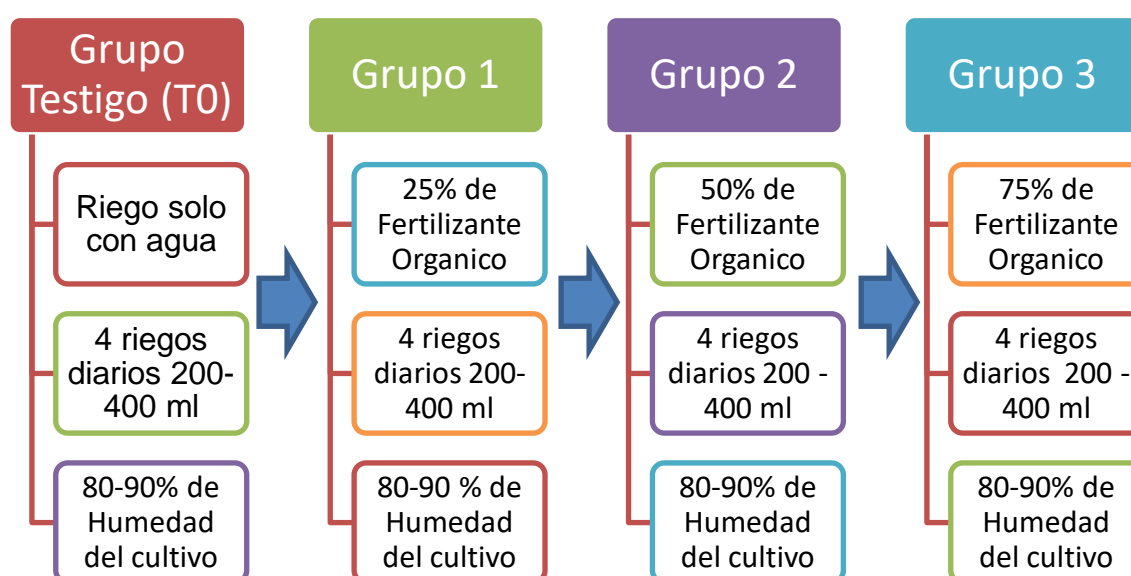 Grupo
Testigo (T0)
Riego solo
con agua
4 riegos
diarios 200-
400 ml
80-90% de
Humedad
del cultivo
Grupo 1
25% de
Fertilizante
Organico
4 riegos
diarios 200-
400 ml
80-90 % de
Humedad
del cultivo
Grupo 2
50% de
Fertilizante
Organico
4 riegos
diarios 200 -
400 ml
80-90% de
Humedad
del cultivo
Grupo 3
75% de
Fertilizante
Organico
4 riegos
diarios  200 -
400 ml
80-90% de
Humedad
del cultivo